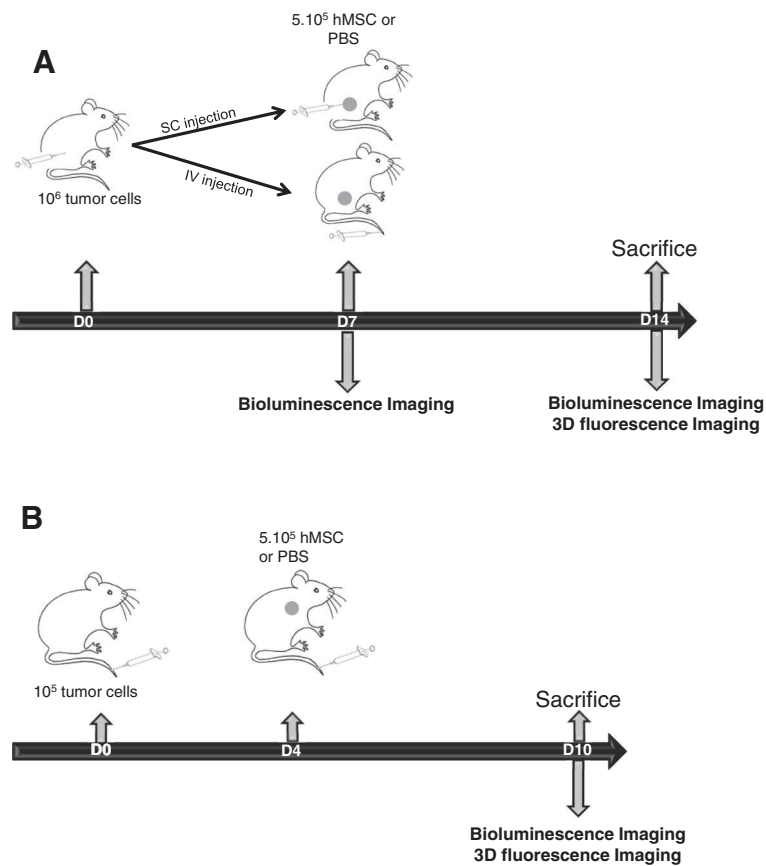 A
5.10⁵ hMSC or
PBS
SC injection
IV injection
10⁶ tumor cells
Sacrifice
D0
D7
D14
Bioluminescence Imaging
Bioluminescence Imaging
3D fluorescence Imaging
B
5.10⁵ hMSC
or PBS
10⁵ tumor cells
Sacrifice
D0
D4
D10
Bioluminescence Imaging
3D fluorescence Imaging